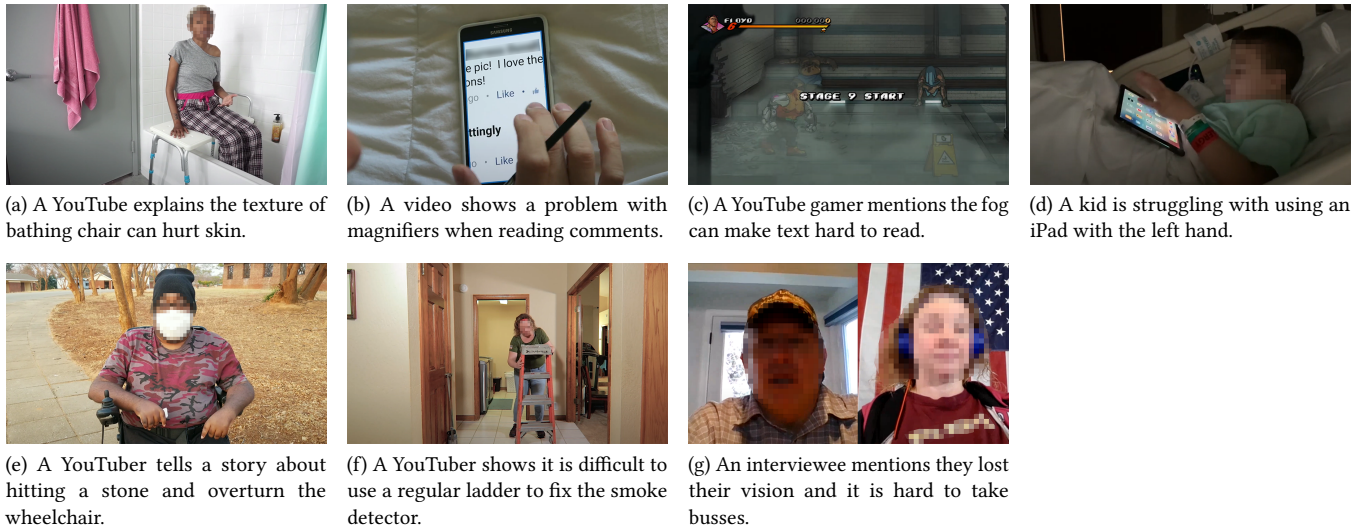 SAMSUNG
e pic! I love the
ons!
go • Like •
ttingly
o • Like
FLOYD 000000
STAGE 9 START
(a) A YouTube explains the texture of
bathing chair can hurt skin.
(b) A video shows a problem with
magnifiers when reading comments.
(c) A YouTube gamer mentions the fog
can make text hard to read.
(d) A kid is struggling with using an
iPad with the left hand.
(e) A YouTuber tells a story about
hitting a stone and overturn the
wheelchair.
(f) A YouTuber shows it is difficult to
use a regular ladder to fix the smoke
detector.
(g) An interviewee mentions they lost
their vision and it is hard to take
busses.